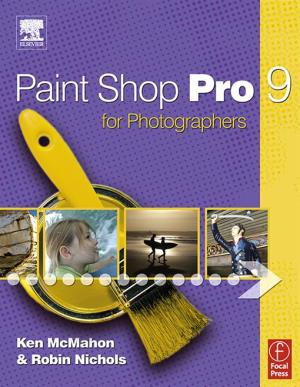 ELSEVIER
Paint Shop Pro 9
for Photographers
Ken McMahon
& Robin Nichols
Focal
Press